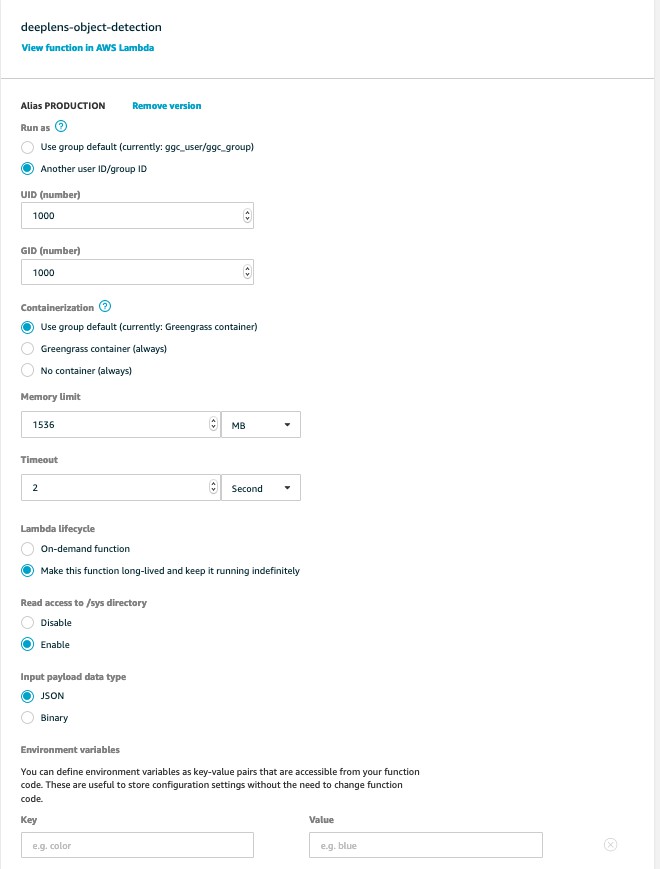 deeplens-object-detection
View function in AWS Lambda
Alias PRODUCTION Remove version
Run as ?
Use group default (currently: ggc_user/ggc_group)
Another user ID/group ID
UID (number)
1000
GID (number)
1000
Containerization ?
Use group default (currently: Greengrass container)
Greengrass container (always)
No container (always)
Memory limit
1536 MB
Timeout
2 Second
Lambda lifecycle
On-demand function
Make this function long-lived and keep it running indefinitely
Read access to /sys directory
Disable
Enable
Input payload data type
JSON
Binary
Environment variables
You can define environment variables as key-value pairs that are accessible from your function
code. These are useful to store configuration settings without the need to change function
code.
Key Value
e.g. color e.g. blue